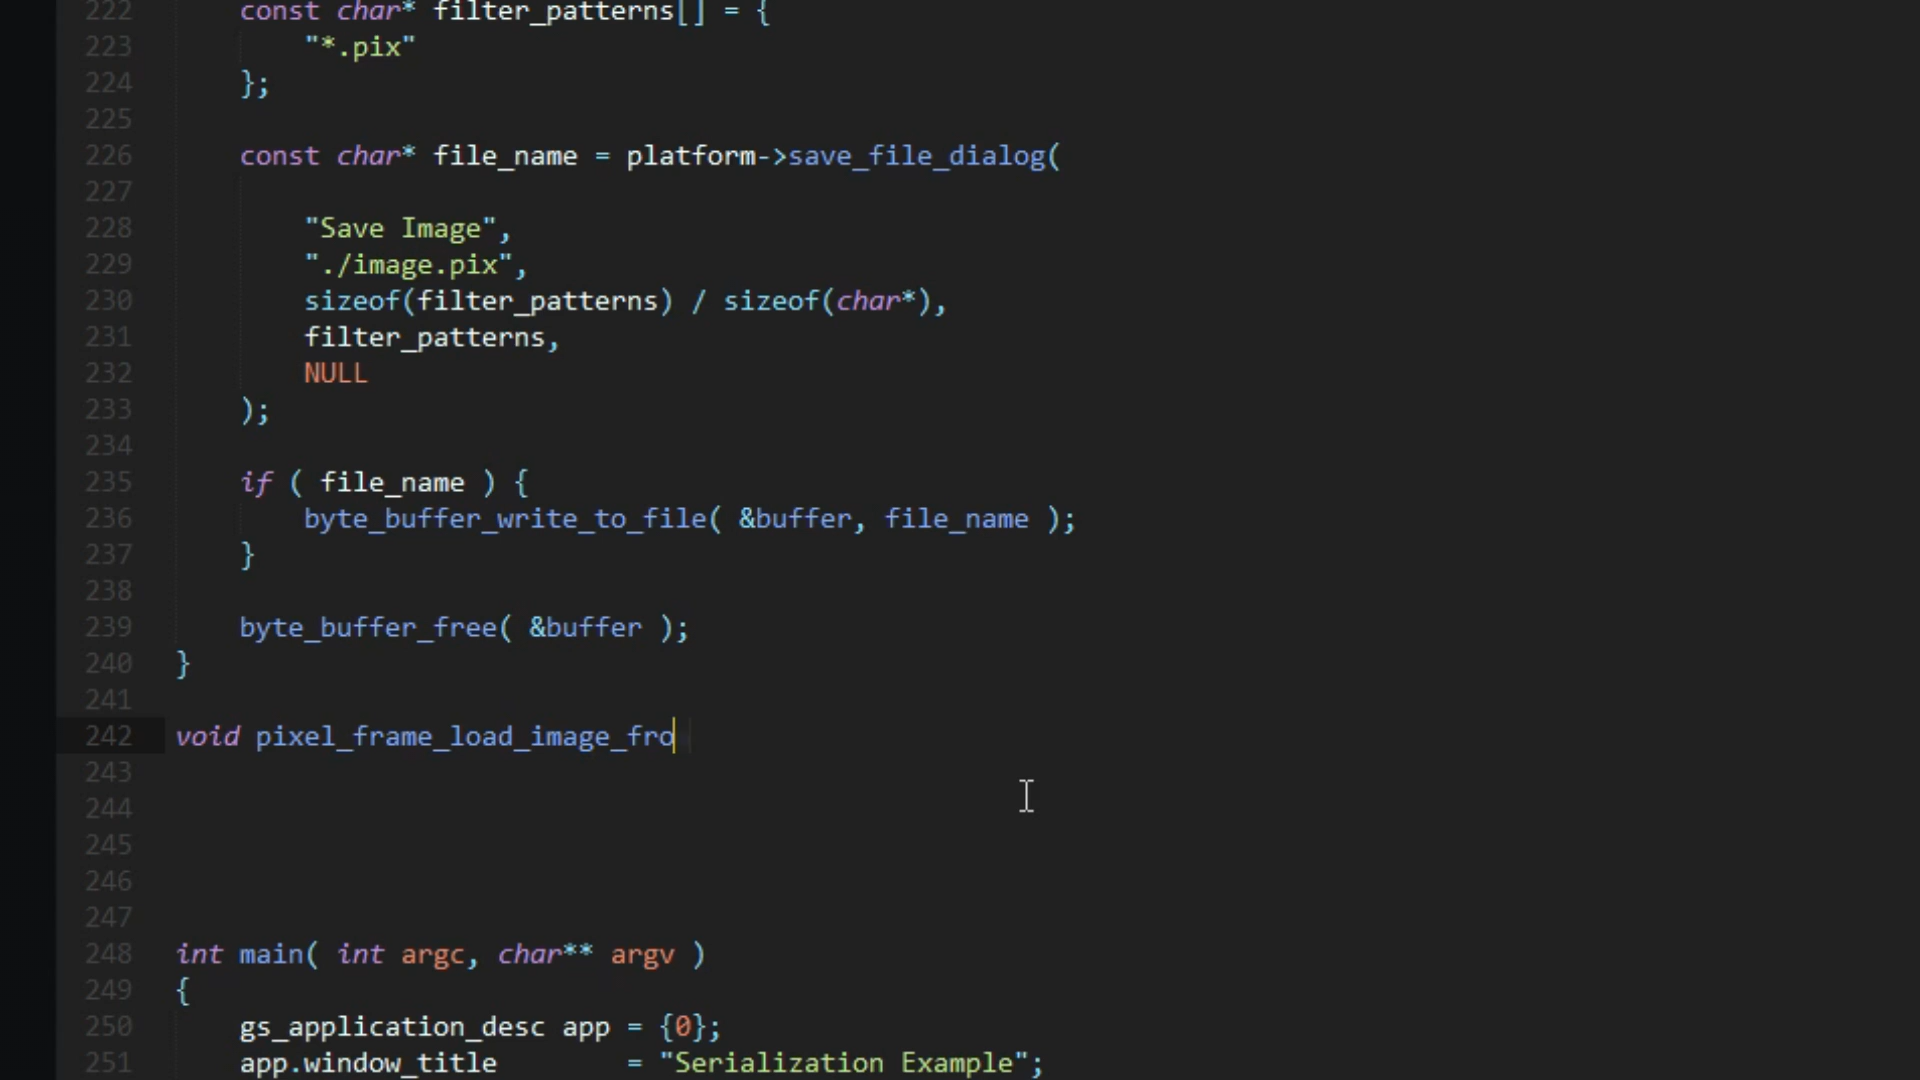 222 const char* filter_patterns[] = {
223 "*.pix"
224 };
225
226 const char* file_name = platform->save_file_dialog(
227
228 "Save Image",
229 "./image.pix",
230 sizeof(filter_patterns) / sizeof(char*),
231 filter_patterns,
232 NULL
233 );
234
235 if ( file_name ) {
236 byte_buffer_write_to_file( &buffer, file_name );
237 }
238
239 byte_buffer_free( &buffer );
240 }
241
242 void pixel_frame_load_image_fro
243
244
245
246
247
248 int main( int argc, char** argv )
249 {
250 gs_application_desc app = {0};
251 app.window_title = "Serialization Example";